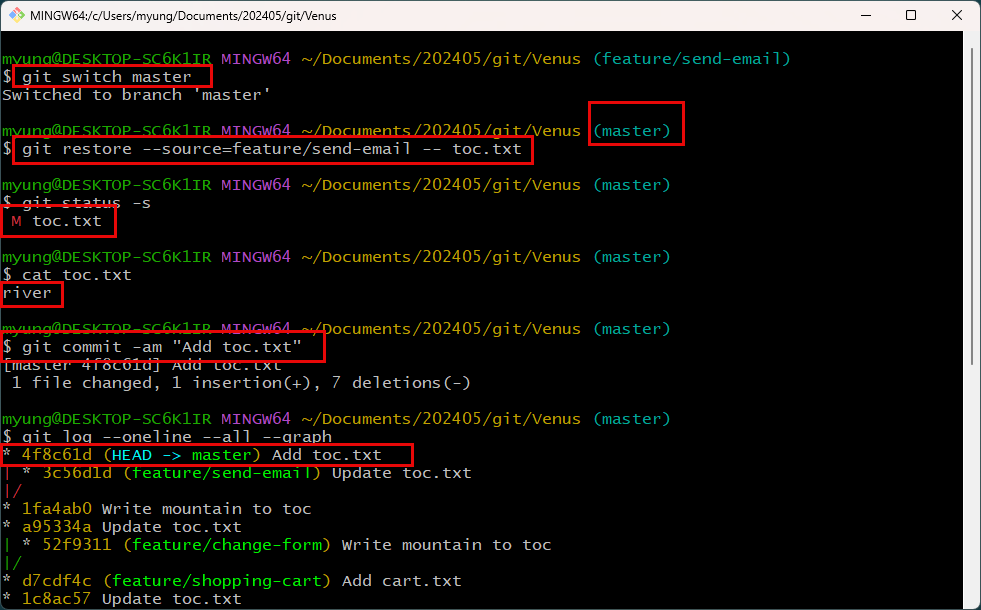 MINGW64:/c/Users/myung/Documents/202405/git/Venus
myung@DESKTOP-SC6K1IR MINGW64 ~/Documents/202405/git/Venus (feature/send-email)
$ git switch master
Switched to branch 'master'
myung@DESKTOP-SC6K1IR MINGW64 ~/Documents/202405/git/Venus (master)
$ git restore --source=feature/send-email -- toc.txt
myung@DESKTOP-SC6K1IR MINGW64 ~/Documents/202405/git/Venus (master)
$ git status -s
 M toc.txt
myung@DESKTOP-SC6K1IR MINGW64 ~/Documents/202405/git/Venus (master)
$ cat toc.txt
river
myung@DESKTOP-SC6K1IR MINGW64 ~/Documents/202405/git/Venus (master)
$ git commit -am "Add toc.txt"
[master 4f8c61d] Add toc.txt
 1 file changed, 1 insertion(+), 7 deletions(-)
myung@DESKTOP-SC6K1IR MINGW64 ~/Documents/202405/git/Venus (master)
$ git log --oneline --all --graph
* 4f8c61d (HEAD -> master) Add toc.txt
| * 3c56d1d (feature/send-email) Update toc.txt
|/
* 1fa4ab0 Write mountain to toc
* a95334a Update toc.txt
| * 52f9311 (feature/change-form) Write mountain to toc
|/
* d7cdf4c (feature/shopping-cart) Add cart.txt
* 1c8ac57 Update toc.txt